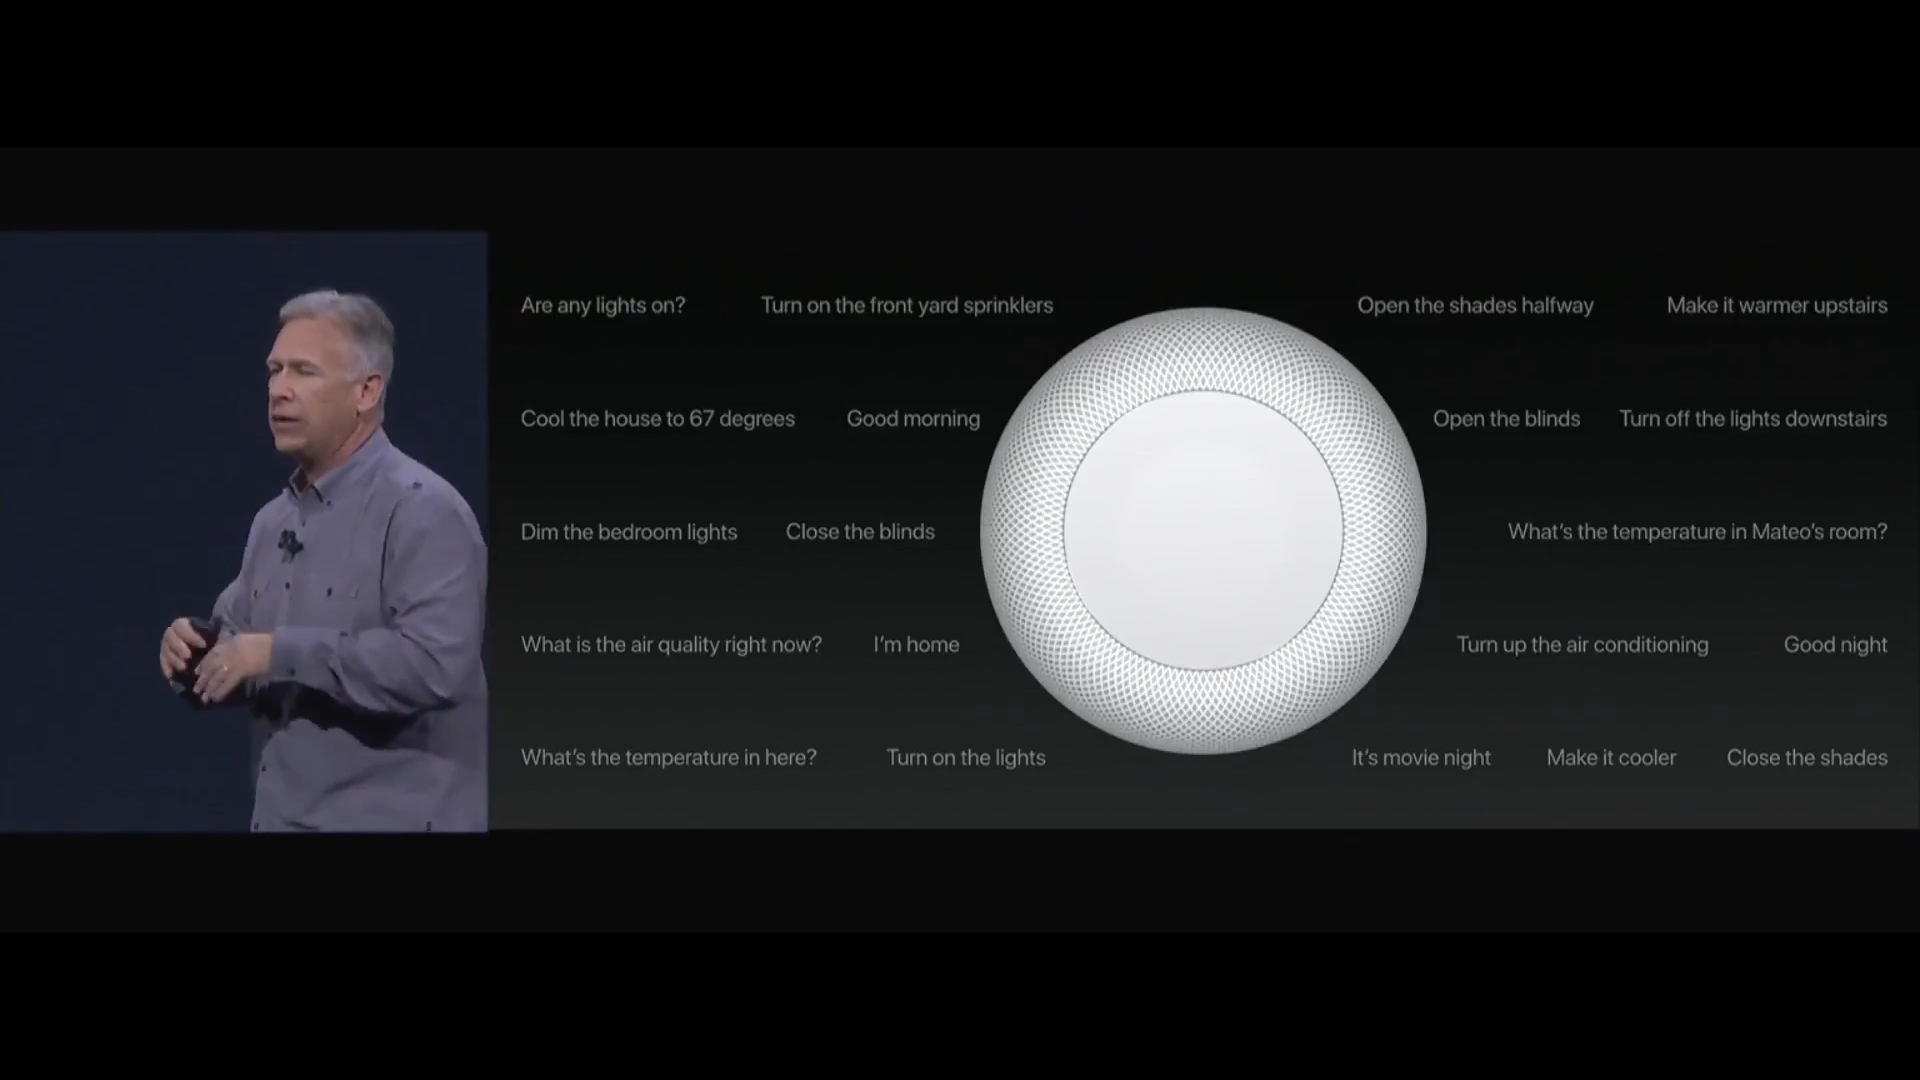 Are any lights on? Turn on the front yard sprinklers Open the shades halfway Make it warmer upstairs
Cool the house to 67 degrees Good morning Open the blinds Turn off the lights downstairs
Dim the bedroom lights Close the blinds What's the temperature in Mateo's room?
What is the air quality right now? I'm home Turn up the air conditioning Good night
What's the temperature in here? Turn on the lights It's movie night Make it cooler Close the shades